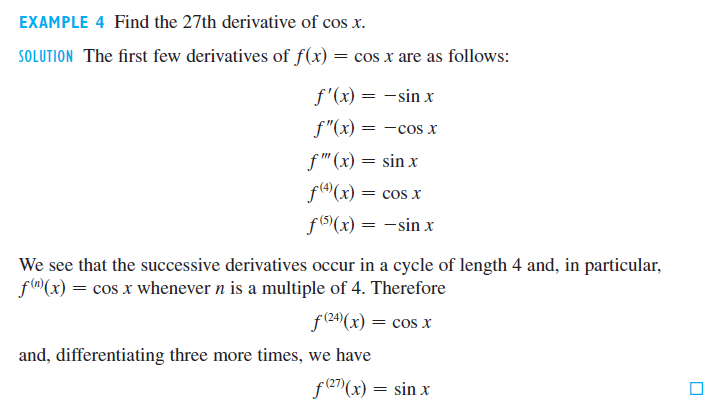 EXAMPLE 4 Find the 27th derivative of cos x.
SOLUTION The first few derivatives of f(x) = cos x are as follows:
f′(x) = −sin x
f″(x) = −cos x
f‴(x) = sin x
f⁽⁴⁾(x) = cos x
f⁽⁵⁾(x) = −sin x
We see that the successive derivatives occur in a cycle of length 4 and, in particular,
f⁽ⁿ⁾(x) = cos x whenever n is a multiple of 4. Therefore
f⁽²⁴⁾(x) = cos x
and, differentiating three more times, we have
f⁽²⁷⁾(x) = sin x